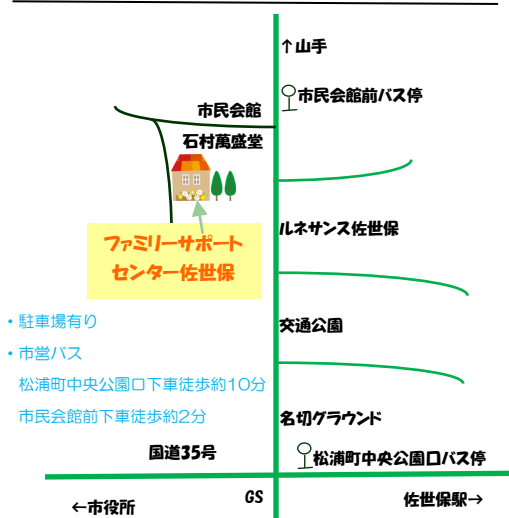 ↑山手
市民会館前バス停
市民会館
石村萬盛堂
ルネサンス佐世保
ファミリーサポート
センター佐世保
・駐車場有り
交通公園
・市営バス
松浦町中央公園口下車徒歩約10分
市民会館前下車徒歩約2分
名切グラウンド
国道35号
松浦町中央公園口バス停
←市役所
GS
佐世保駅→